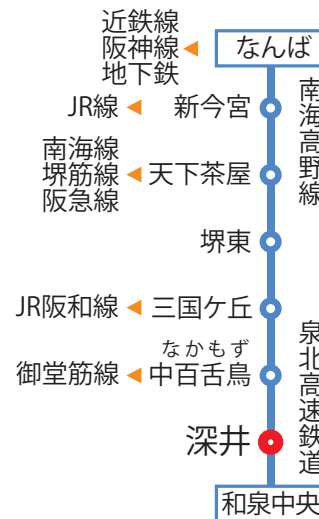 近鉄線
阪神線
地下鉄
なんば
JR線
新今宮
南海高野線
南海線
堺筋線
阪急線
天下茶屋
堺東
JR阪和線
三国ケ丘
なかもず
御堂筋線
中百舌鳥
泉北高速鉄道
深井
和泉中央